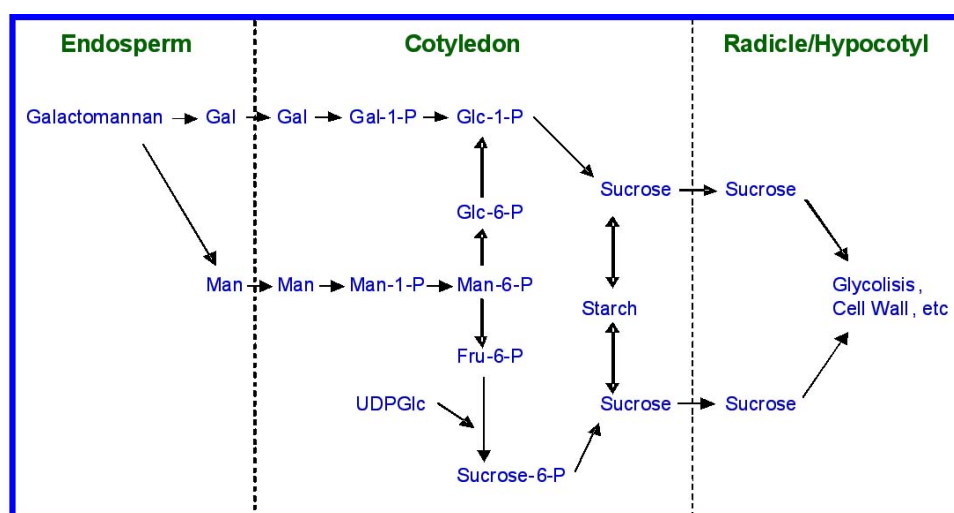 Endosperm
Cotyledon
Radicle/Hypocotyl
Galactomannan
Gal
Gal
Gal-1-P
Glc-1-P
Sucrose
Sucrose
Glc-6-P
Man
Man
Man-1-P
Man-6-P
Glycolisis,
Cell Wall, etc
Starch
Fru-6-P
UDPGlc
Sucrose
Sucrose
Sucrose-6-P